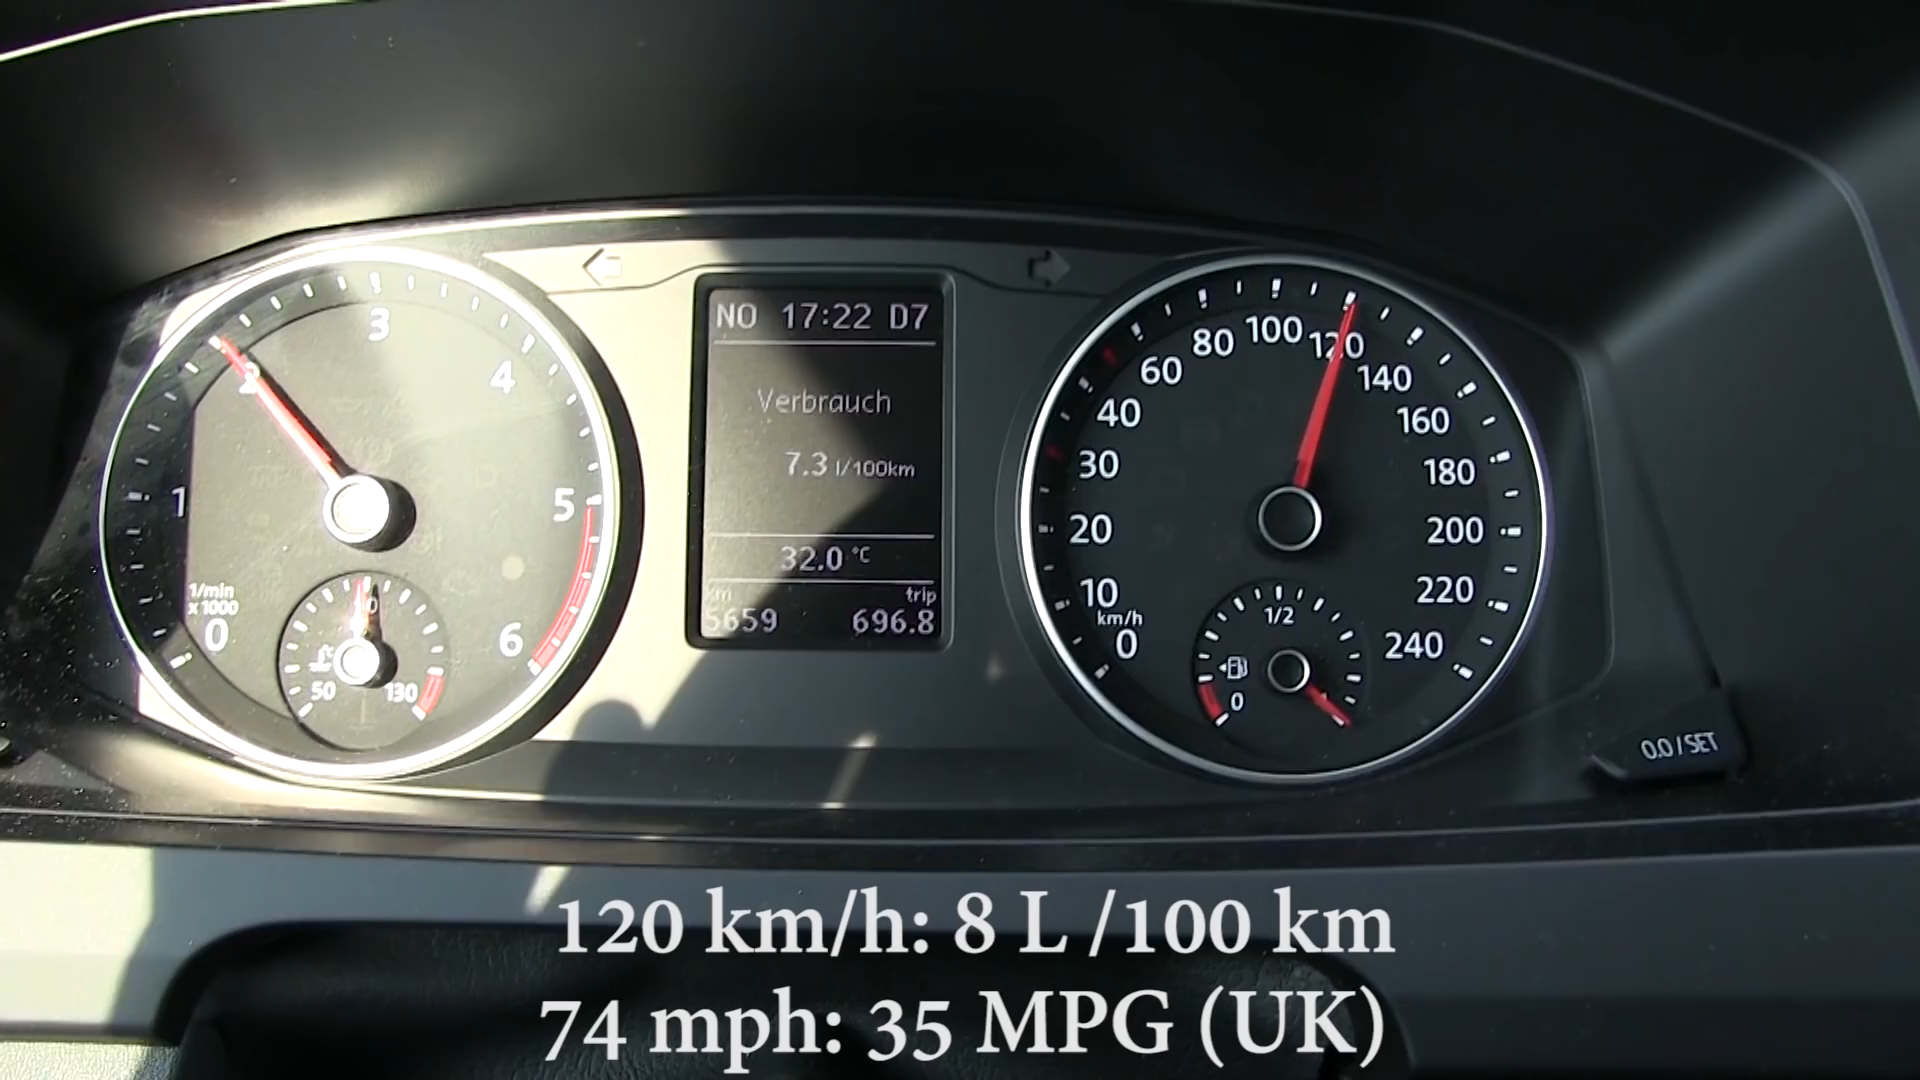 NO 17:22 D7
Verbrauch
7.3 l/100km
32.0 °C
km trip
5659 696.8
0 1 2 3 4 5 6
1/min
x 1000
50 90 130
°C
0 10 20 30 40 60 80 100 120 140 160 180 200 220 240
km/h
0 1/2
0.0 / SET
120 km/h: 8 L /100 km
74 mph: 35 MPG (UK)